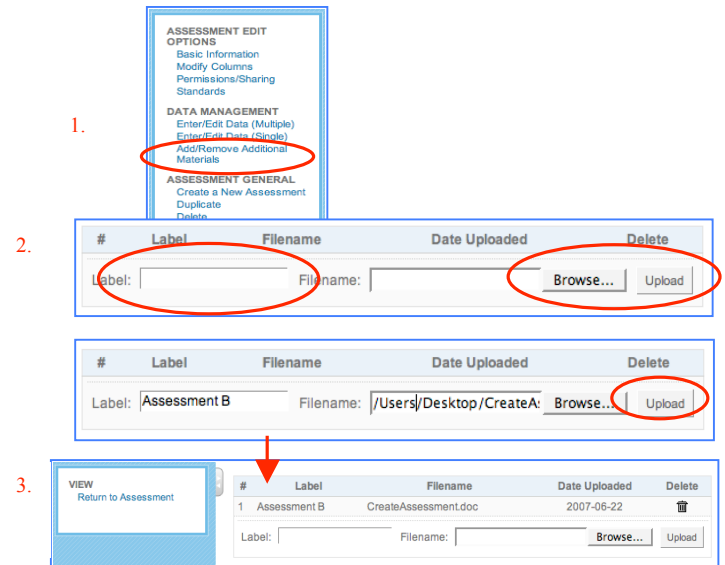 ASSESSMENT EDIT
OPTIONS
Basic Information
Modify Columns
Permissions/Sharing
Standards
DATA MANAGEMENT
1.
Enter/Edit Data (Multiple)
Enter/Edit Data (Single)
Add/Remove Additional
Materials
ASSESSMENT GENERAL
Create a New Assessment
Duplicate
Delete
2.
# Label Filename Date Uploaded Delete
Label: Filename: Browse... Upload
# Label Filename Date Uploaded Delete
Label: Assessment B Filename: /Users/Desktop/CreateAs Browse... Upload
3.
VIEW
Return to Assessment
# Label Filename Date Uploaded Delete
1 Assessment B CreateAssessment.doc 2007-06-22
Label: Filename: Browse... Upload